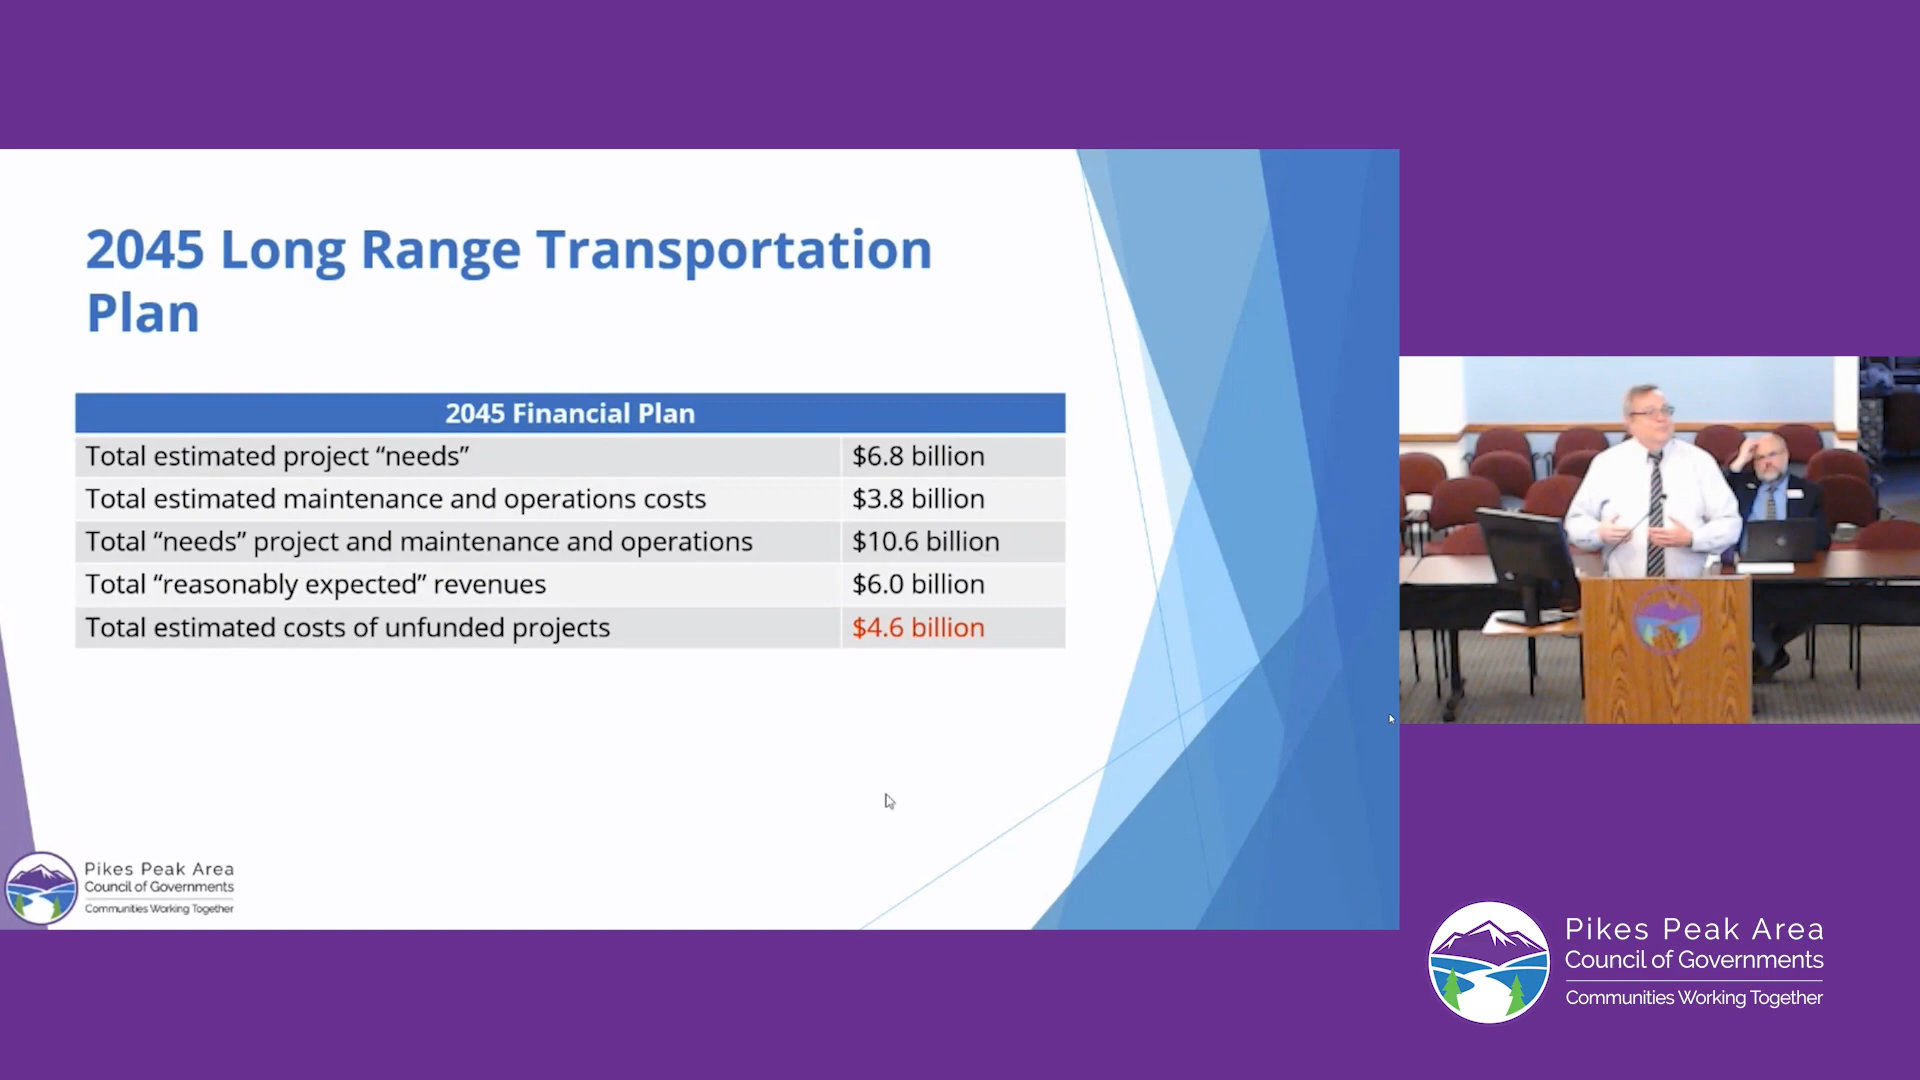 2045 Long Range Transportation
Plan
2045 Financial Plan
Total estimated project “needs” $6.8 billion
Total estimated maintenance and operations costs $3.8 billion
Total “needs” project and maintenance and operations $10.6 billion
Total “reasonably expected” revenues $6.0 billion
Total estimated costs of unfunded projects $4.6 billion
Pikes Peak Area
Council of Governments
Communities Working Together
Pikes Peak Area
Council of Governments
Communities Working Together